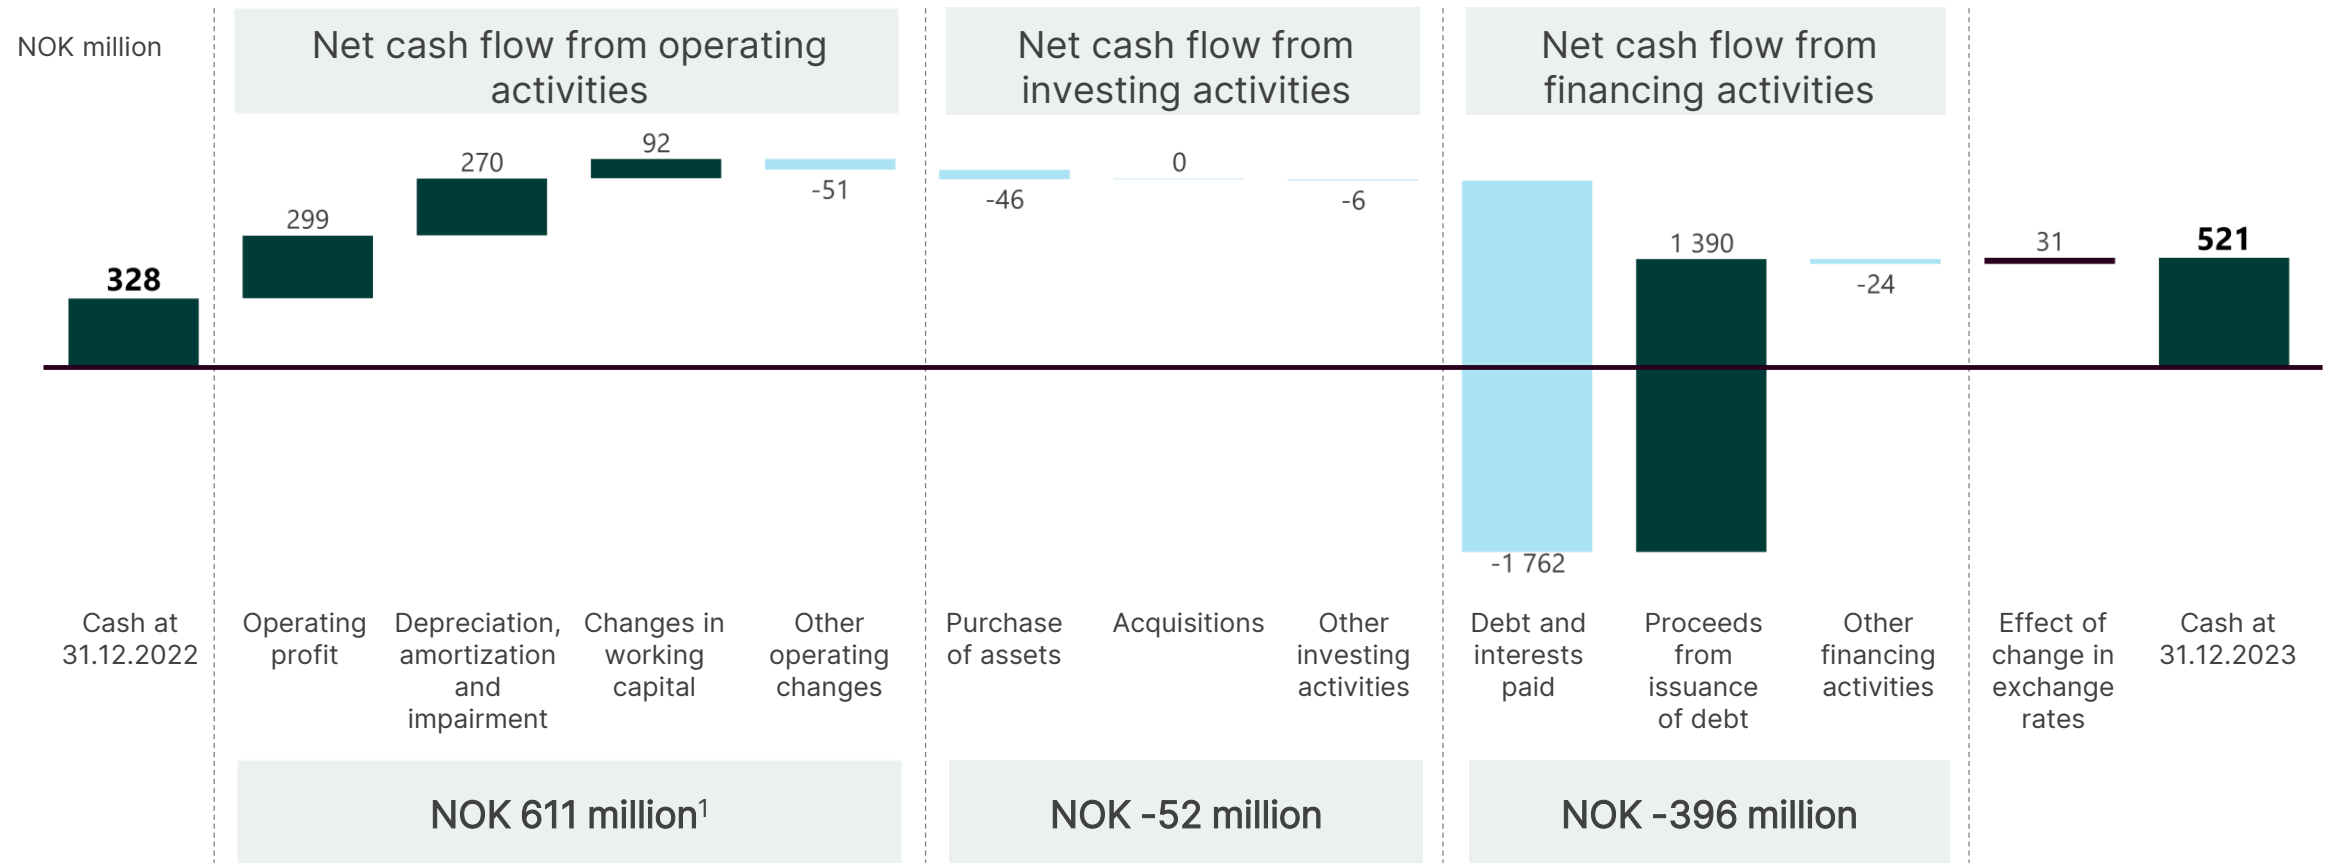 NOK million
Net cash flow from operating
activities
Net cash flow from
investing activities
Net cash flow from
financing activities
328
299
270
92
-51
-46
0
-6
-1 762
1 390
-24
31
521
Cash at
31.12.2022
Operating
profit
Depreciation,
amortization
and
impairment
Changes in
working
capital
Other
operating
changes
Purchase
of assets
Acquisitions
Other
investing
activities
Debt and
interests
paid
Proceeds
from
issuance
of debt
Other
financing
activities
Effect of
change in
exchange
rates
Cash at
31.12.2023
NOK 611 million¹
NOK -52 million
NOK -396 million